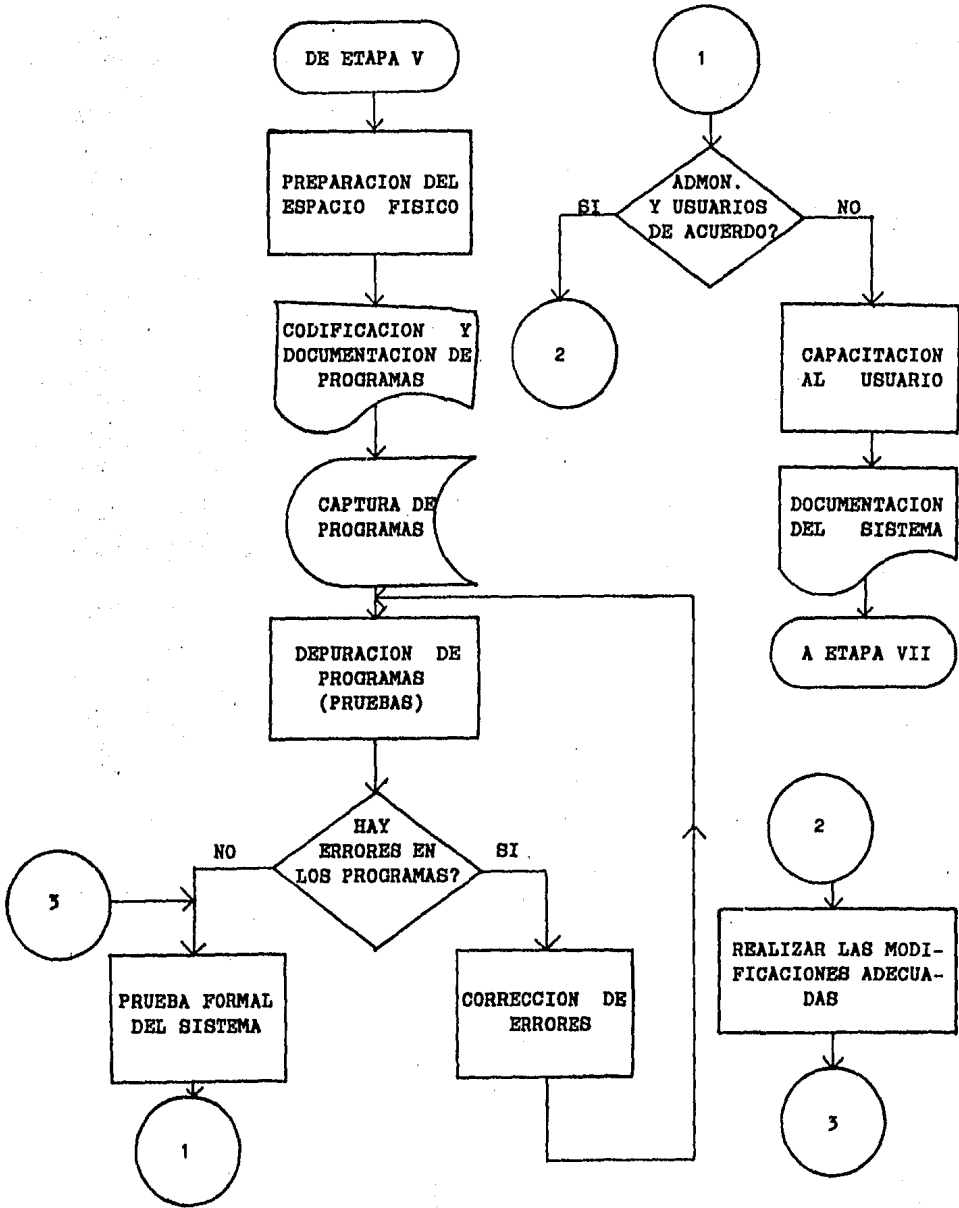 DE ETAPA V
PREPARACION DEL
ESPACIO FISICO
CODIFICACION Y
DOCUMENTACION DE
PROGRAMAS
CAPTURA DE
PROGRAMAS
DEPURACION DE
PROGRAMAS
(PRUEBAS)
HAY
ERRORES EN
LOS PROGRAMAS?
NO
SI
3
PRUEBA FORMAL
DEL SISTEMA
CORRECCION DE
ERRORES
1
1
ADMON.
Y USUARIOS
DE ACUERDO?
SI
NO
2
CAPACITACION
AL USUARIO
DOCUMENTACION
DEL SISTEMA
A ETAPA VII
2
REALIZAR LAS MODI-
FICACIONES ADECUA-
DAS
3